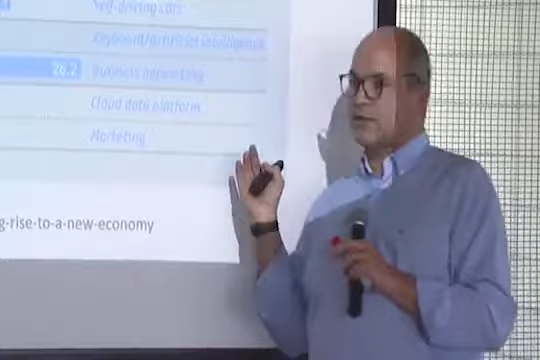 Self-driving cars
Keyboard/artificial intelligence
26.2 Business networking
Cloud data platform
Marketing
g-rise-to-a-new-economy